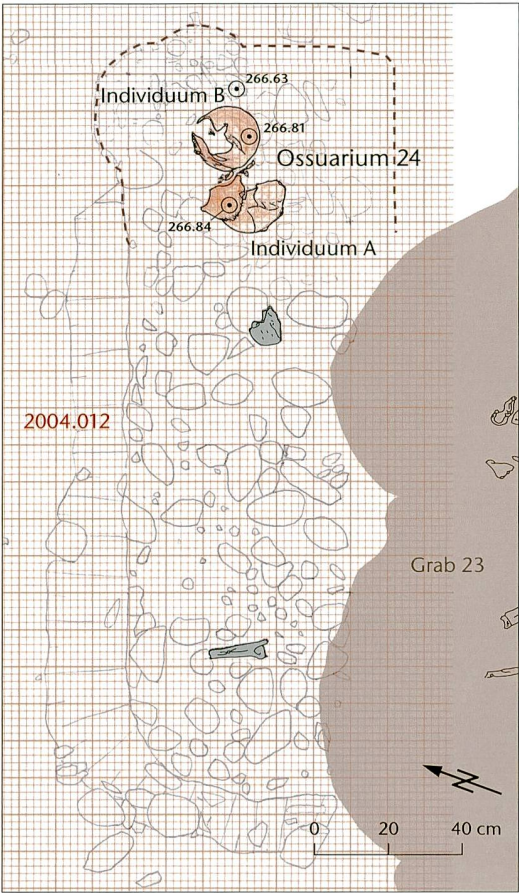 266.63
Individuum B
266.81
Ossuarium 24
266.84
Individuum A
2004.012
Grab 23
N
0 20 40 cm